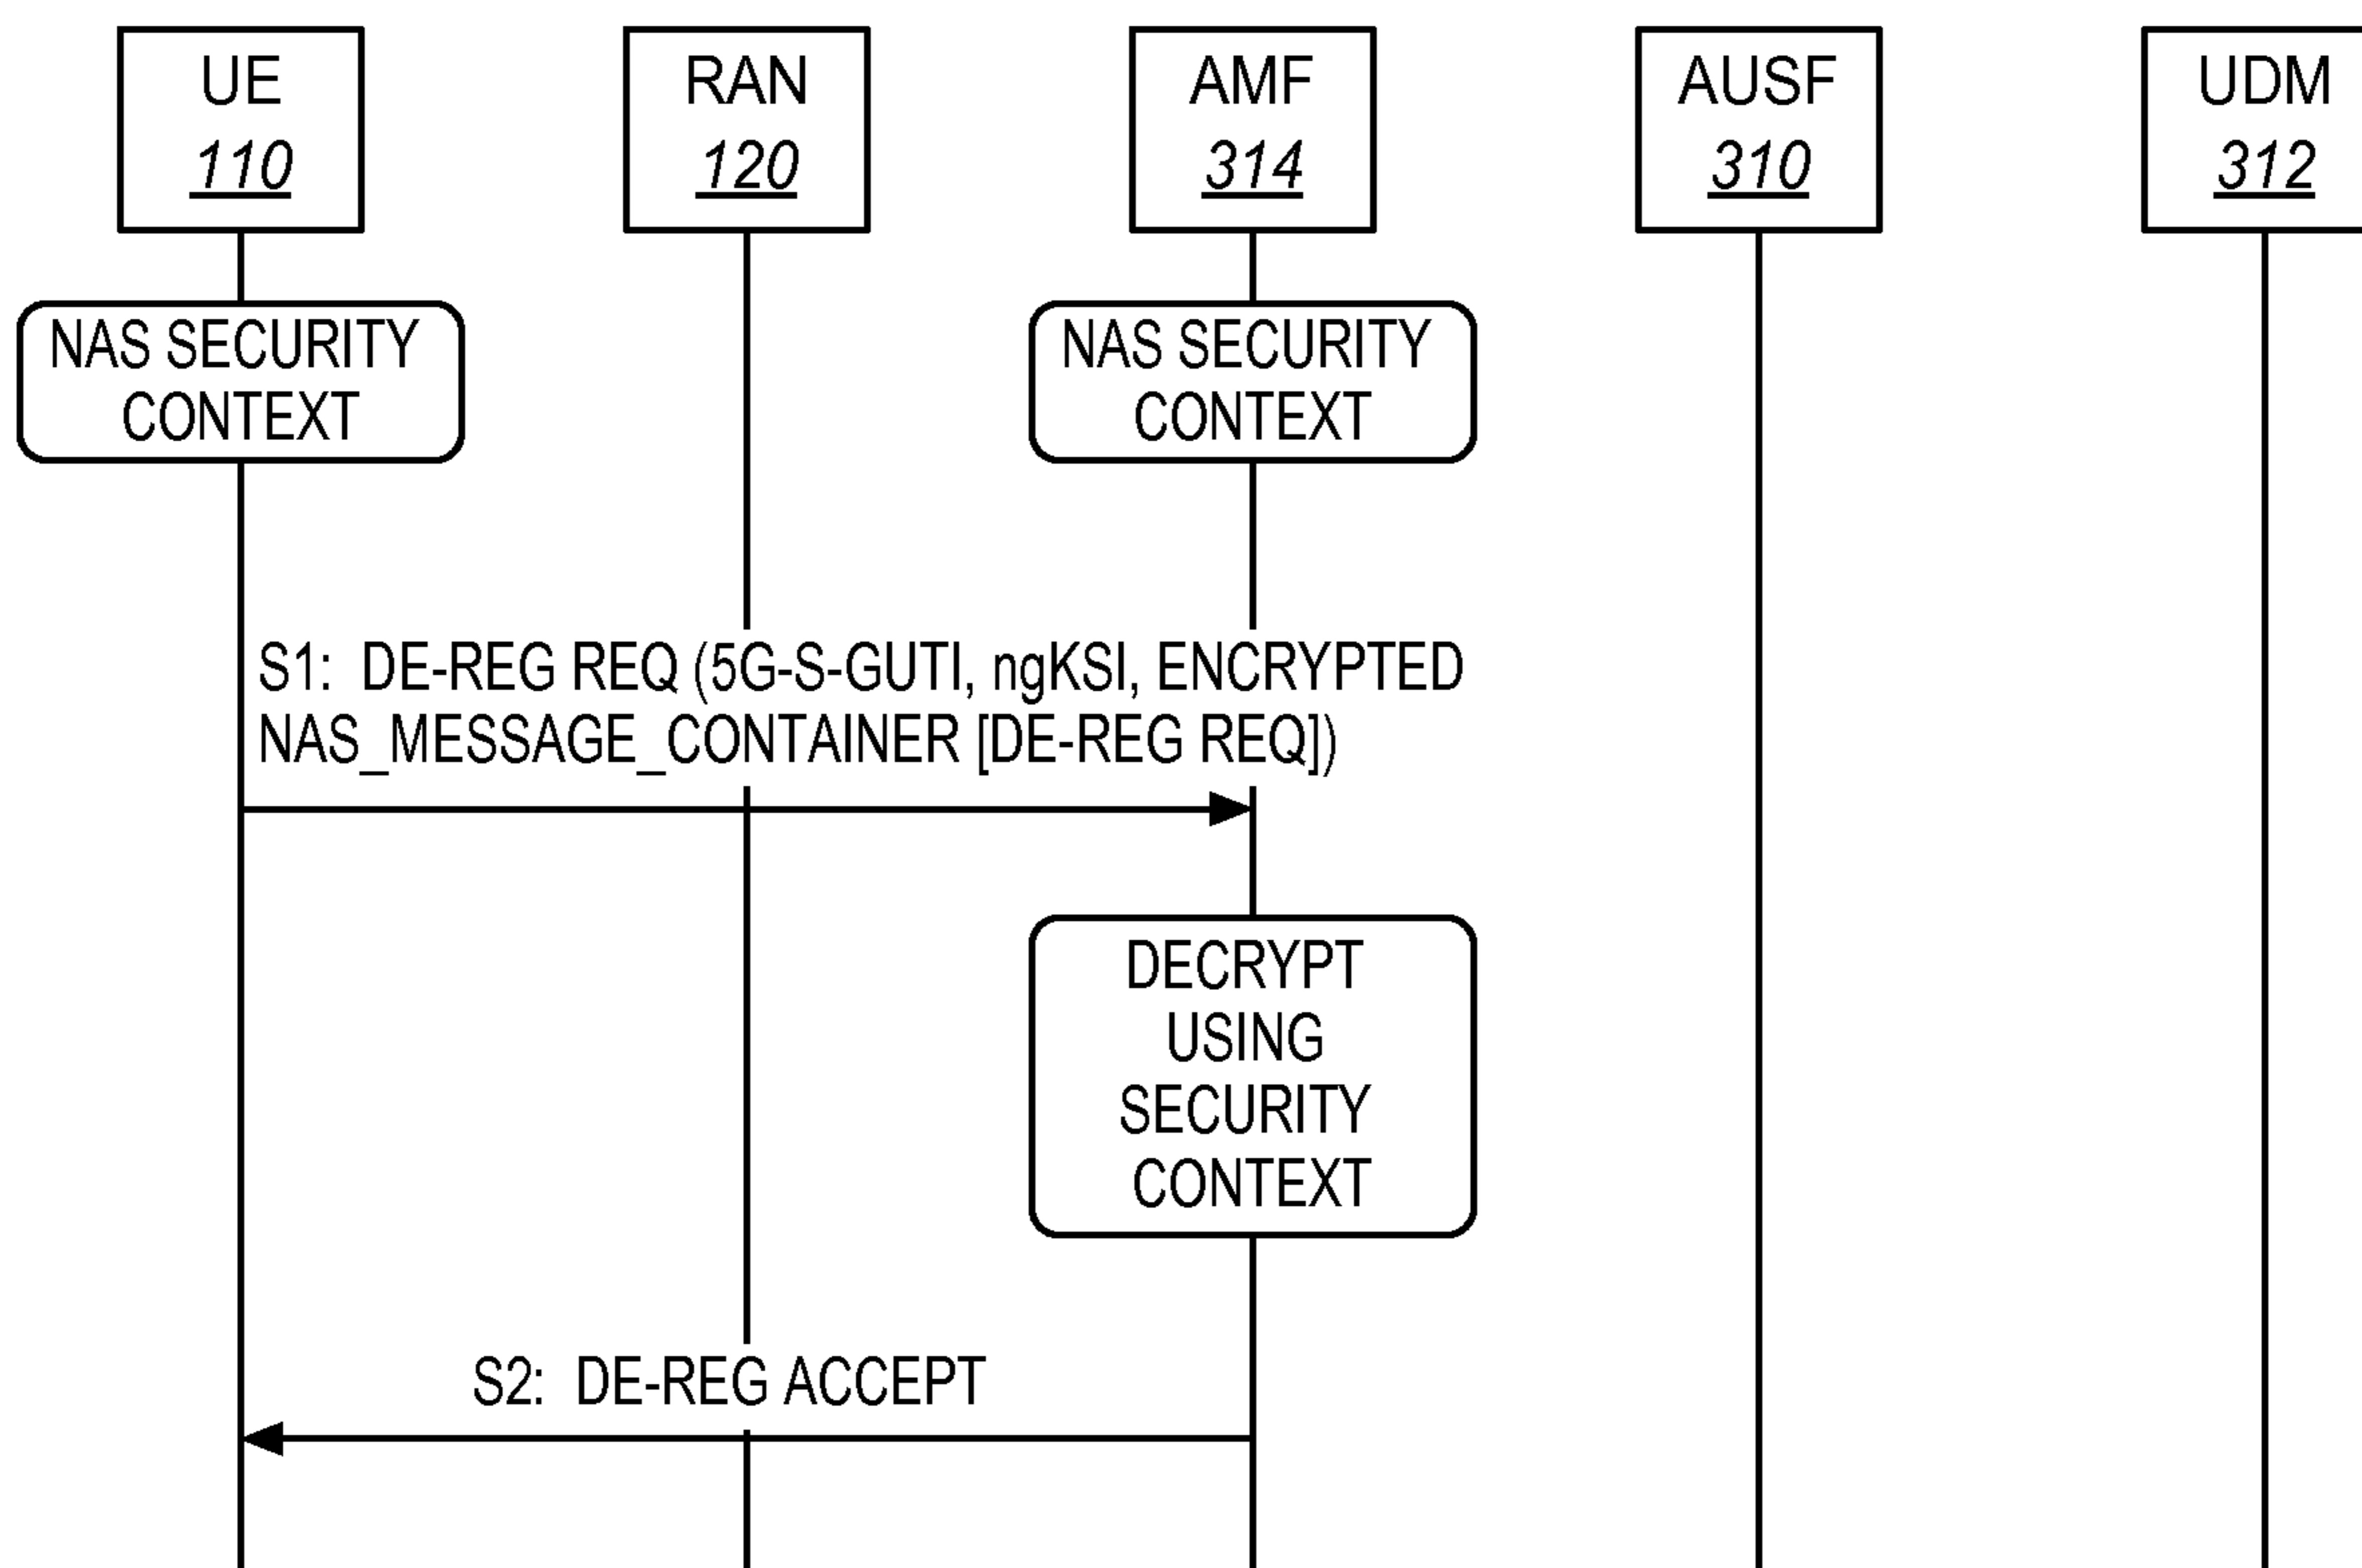 UE
110
RAN
120
AMF
314
AUSF
310
UDM
312
NAS SECURITY
CONTEXT
NAS SECURITY
CONTEXT
S1: DE-REG REQ (5G-S-GUTI, ngKSI, ENCRYPTED
NAS_MESSAGE_CONTAINER [DE-REG REQ])
DECRYPT
USING
SECURITY
CONTEXT
S2: DE-REG ACCEPT